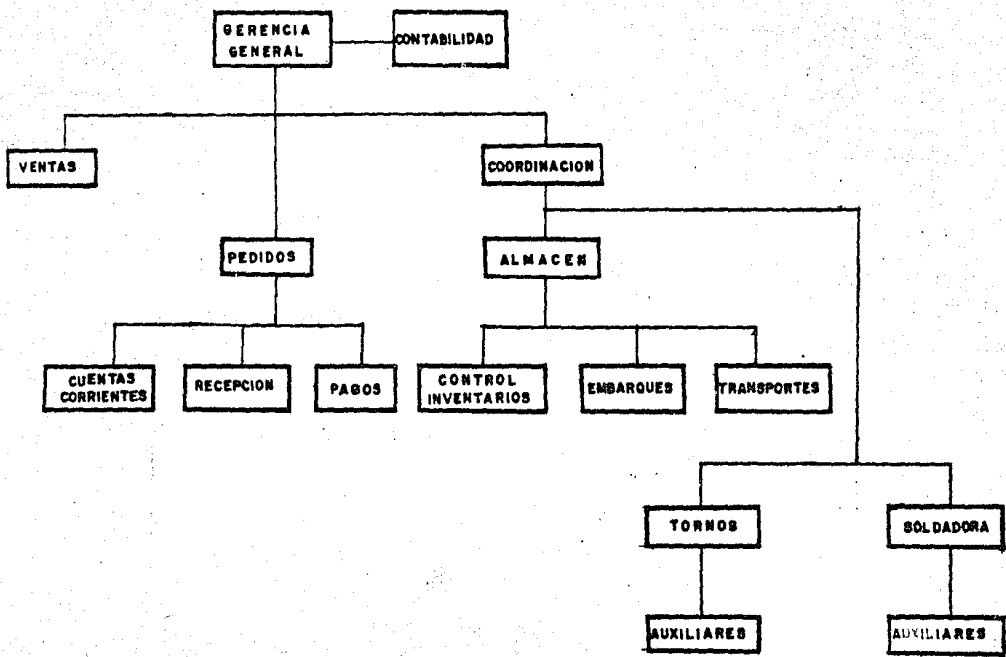 GERENCIA
GENERAL
CONTABILIDAD
VENTAS
COORDINACION
PEDIDOS
ALMACEN
CUENTAS
CORRIENTES
RECEPCION
PAGOS
CONTROL
INVENTARIOS
EMBARQUES
TRANSPORTES
TORNOS
SOLDADORA
AUXILIARES
AUXILIARES